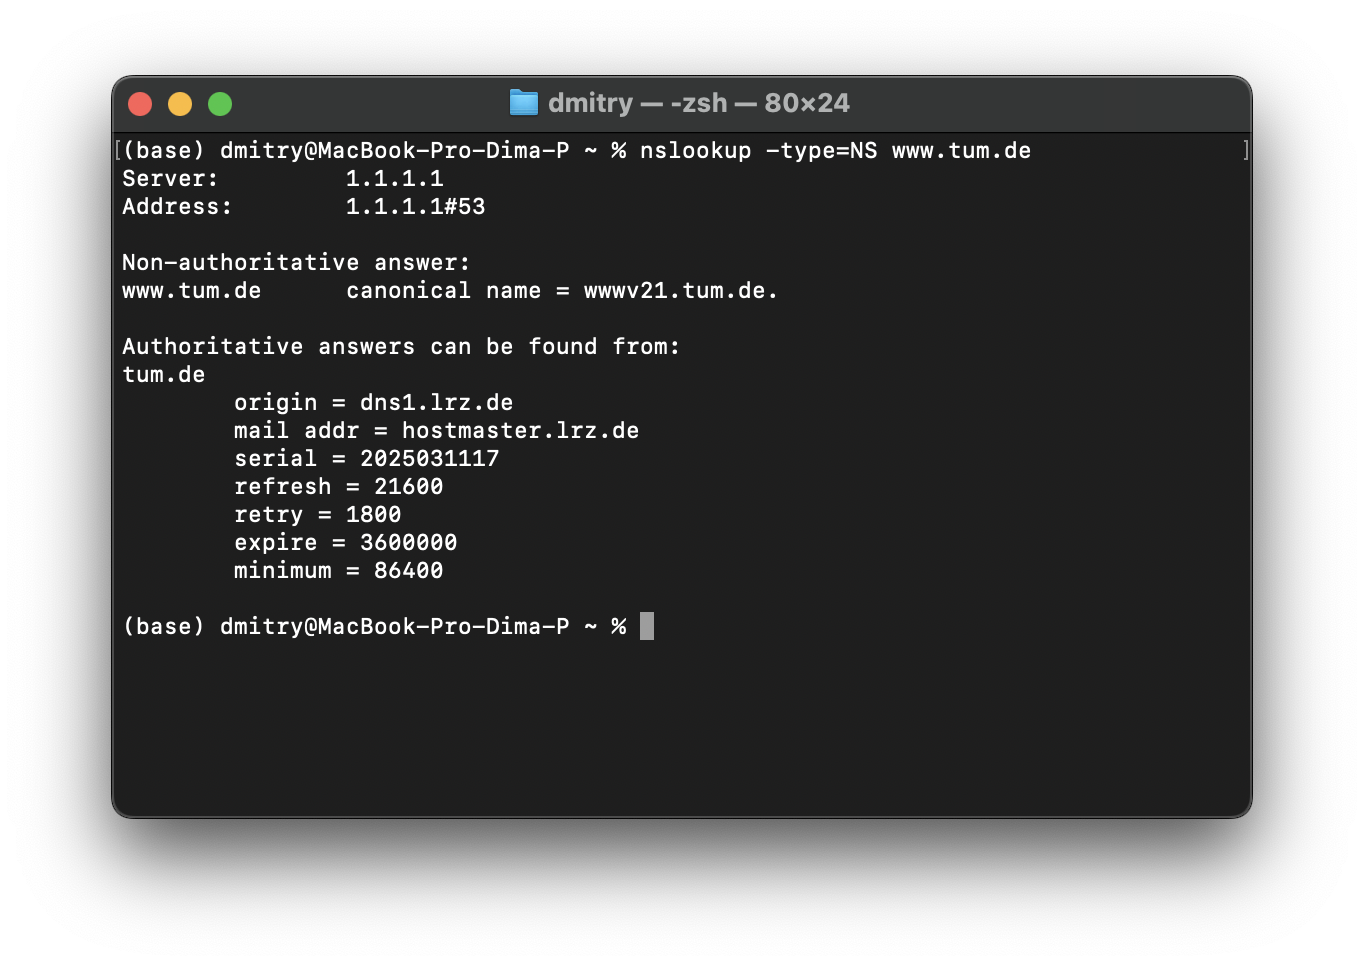 dmitry — -zsh — 80×24
[(base) dmitry@MacBook-Pro-Dima-P ~ % nslookup -type=NS www.tum.de ]
Server:		1.1.1.1
Address:	1.1.1.1#53

Non-authoritative answer:
www.tum.de	canonical name = wwwv21.tum.de.

Authoritative answers can be found from:
tum.de
	origin = dns1.lrz.de
	mail addr = hostmaster.lrz.de
	serial = 2025031117
	refresh = 21600
	retry = 1800
	expire = 3600000
	minimum = 86400

(base) dmitry@MacBook-Pro-Dima-P ~ %